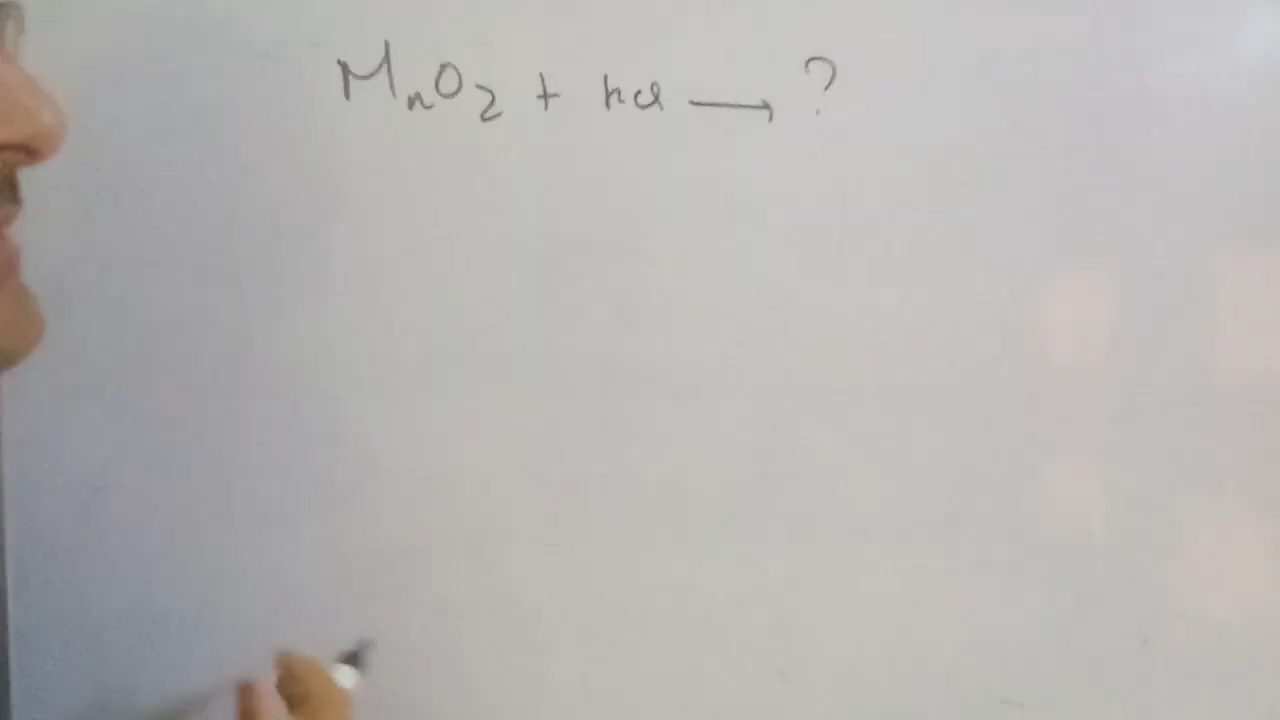 MnO2 + hcl → ?